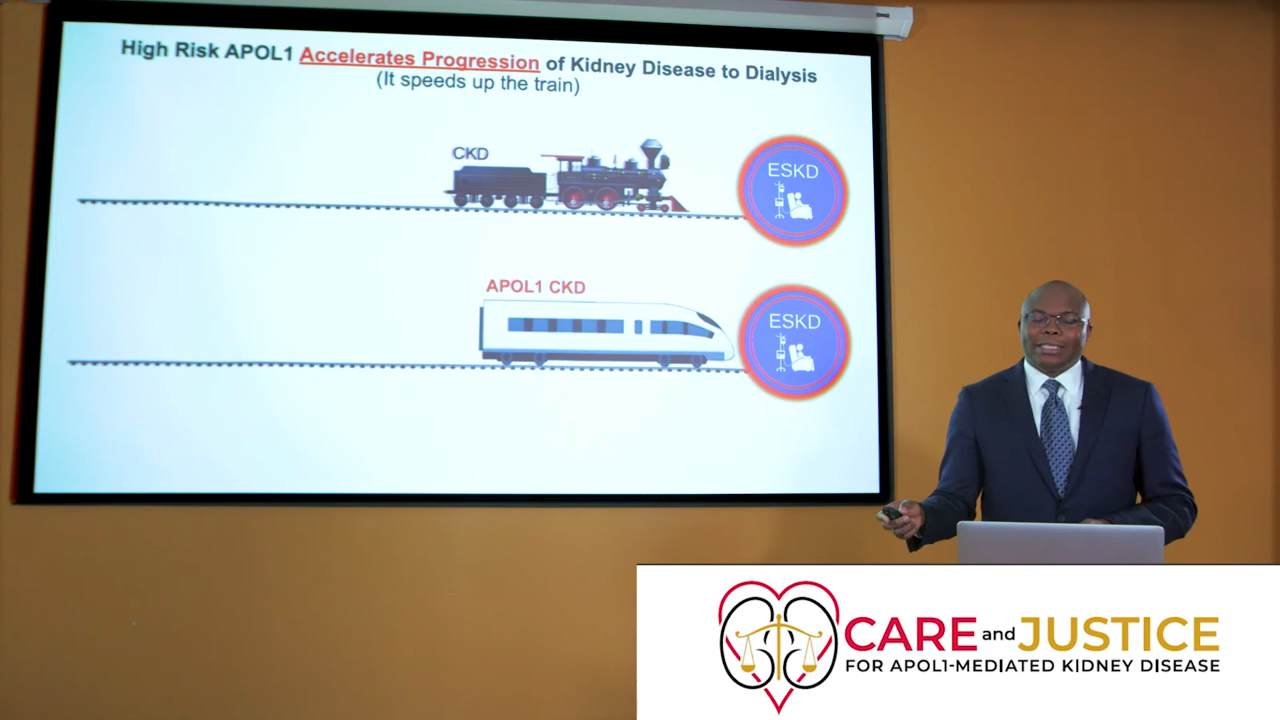 High Risk APOL1 Accelerates Progression of Kidney Disease to Dialysis
(It speeds up the train)
CKD
ESKD
APOL1 CKD
ESKD
CARE and JUSTICE
FOR APOL1-MEDIATED KIDNEY DISEASE